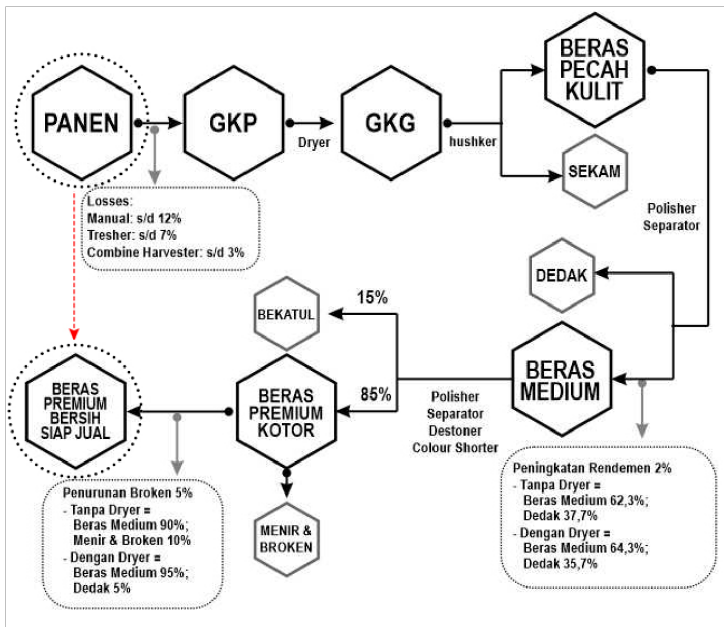 PANEN
GKP
Dryer
GKG
hushker
BERAS
PECAH
KULIT
SEKAM
Losses:
Manual: s/d 12%
Tresher: s/d 7%
Combine Harvester: s/d 3%
Polisher
Separator
DEDAK
BERAS
MEDIUM
Peningkatan Rendemen 2%
- Tanpa Dryer =
Beras Medium 62,3%;
Dedak 37,7%
- Dengan Dryer =
Beras Medium 64,3%;
Dedak 35,7%
Polisher
Separator
Destoner
Colour Shorter
15%
BEKATUL
85%
BERAS
PREMIUM
KOTOR
MENIR &
BROKEN
BERAS
PREMIUM
BERSIH
SIAP JUAL
Penurunan Broken 5%
- Tanpa Dryer =
Beras Medium 90%;
Menir & Broken 10%
- Dengan Dryer =
Beras Medium 95%;
Dedak 5%